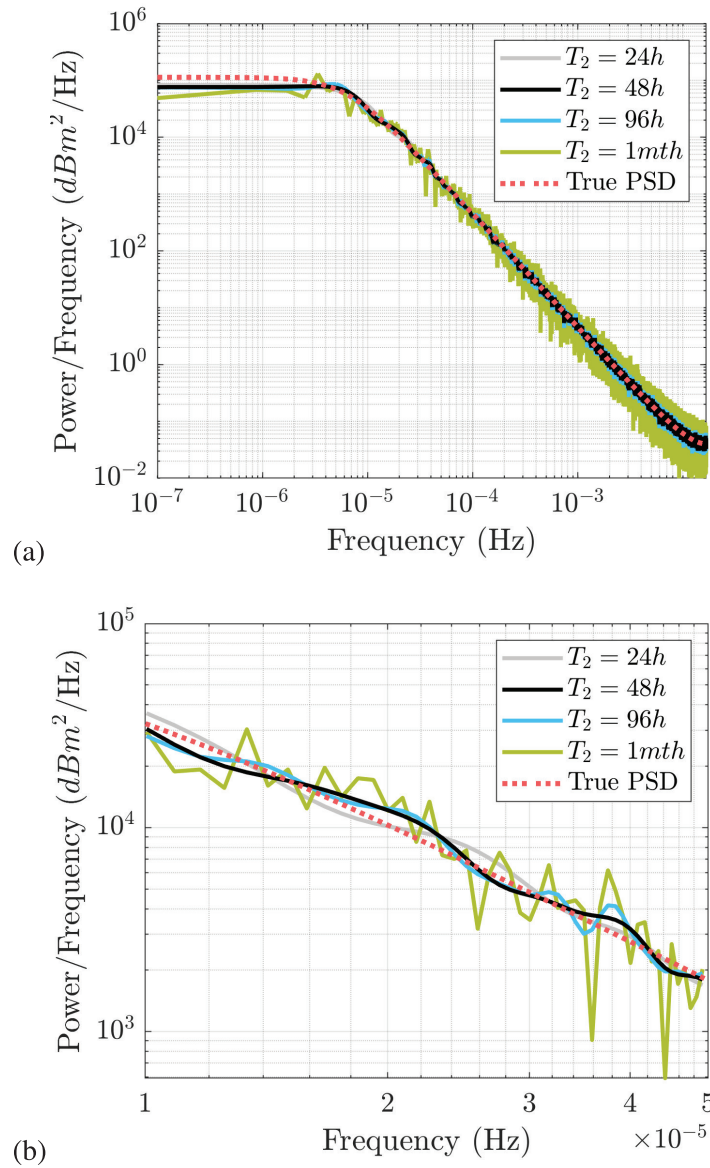 10^6
10^4
10^2
10^0
10^-2
Power/Frequency (dBm^2/Hz)
T_2 = 24h
T_2 = 48h
T_2 = 96h
T_2 = 1mth
True PSD
10^-7 10^-6 10^-5 10^-4 10^-3
Frequency (Hz)
(a)
10^5
10^4
10^3
Power/Frequency (dBm^2/Hz)
T_2 = 24h
T_2 = 48h
T_2 = 96h
T_2 = 1mth
True PSD
1 2 3 4 5
Frequency (Hz) ×10^-5
(b)